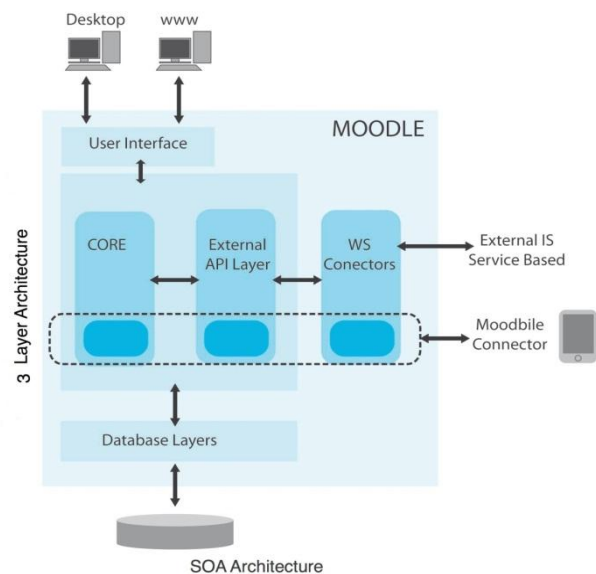 Desktop
www
MOODLE
User Interface
CORE
External
API Layer
WS
Conectors
External IS
Service Based
3 Layer Architecture
Moodbile
Connector
Database Layers
SOA Architecture